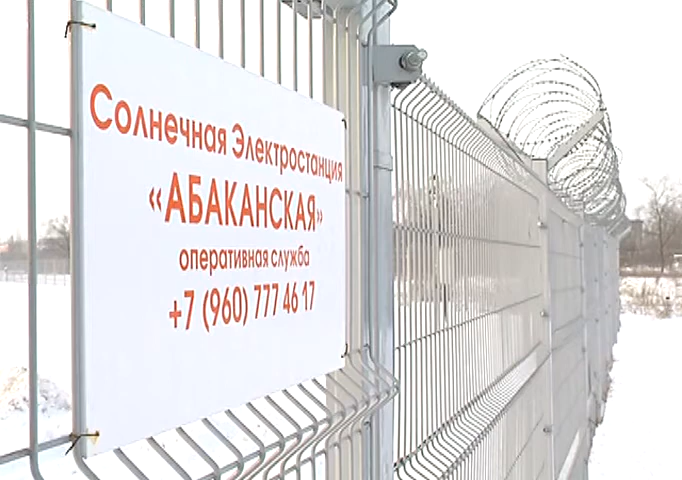 Солнечная Электростанция
«АБАКАНСКАЯ»
оперативная служба
+7 (960) 777 46 17